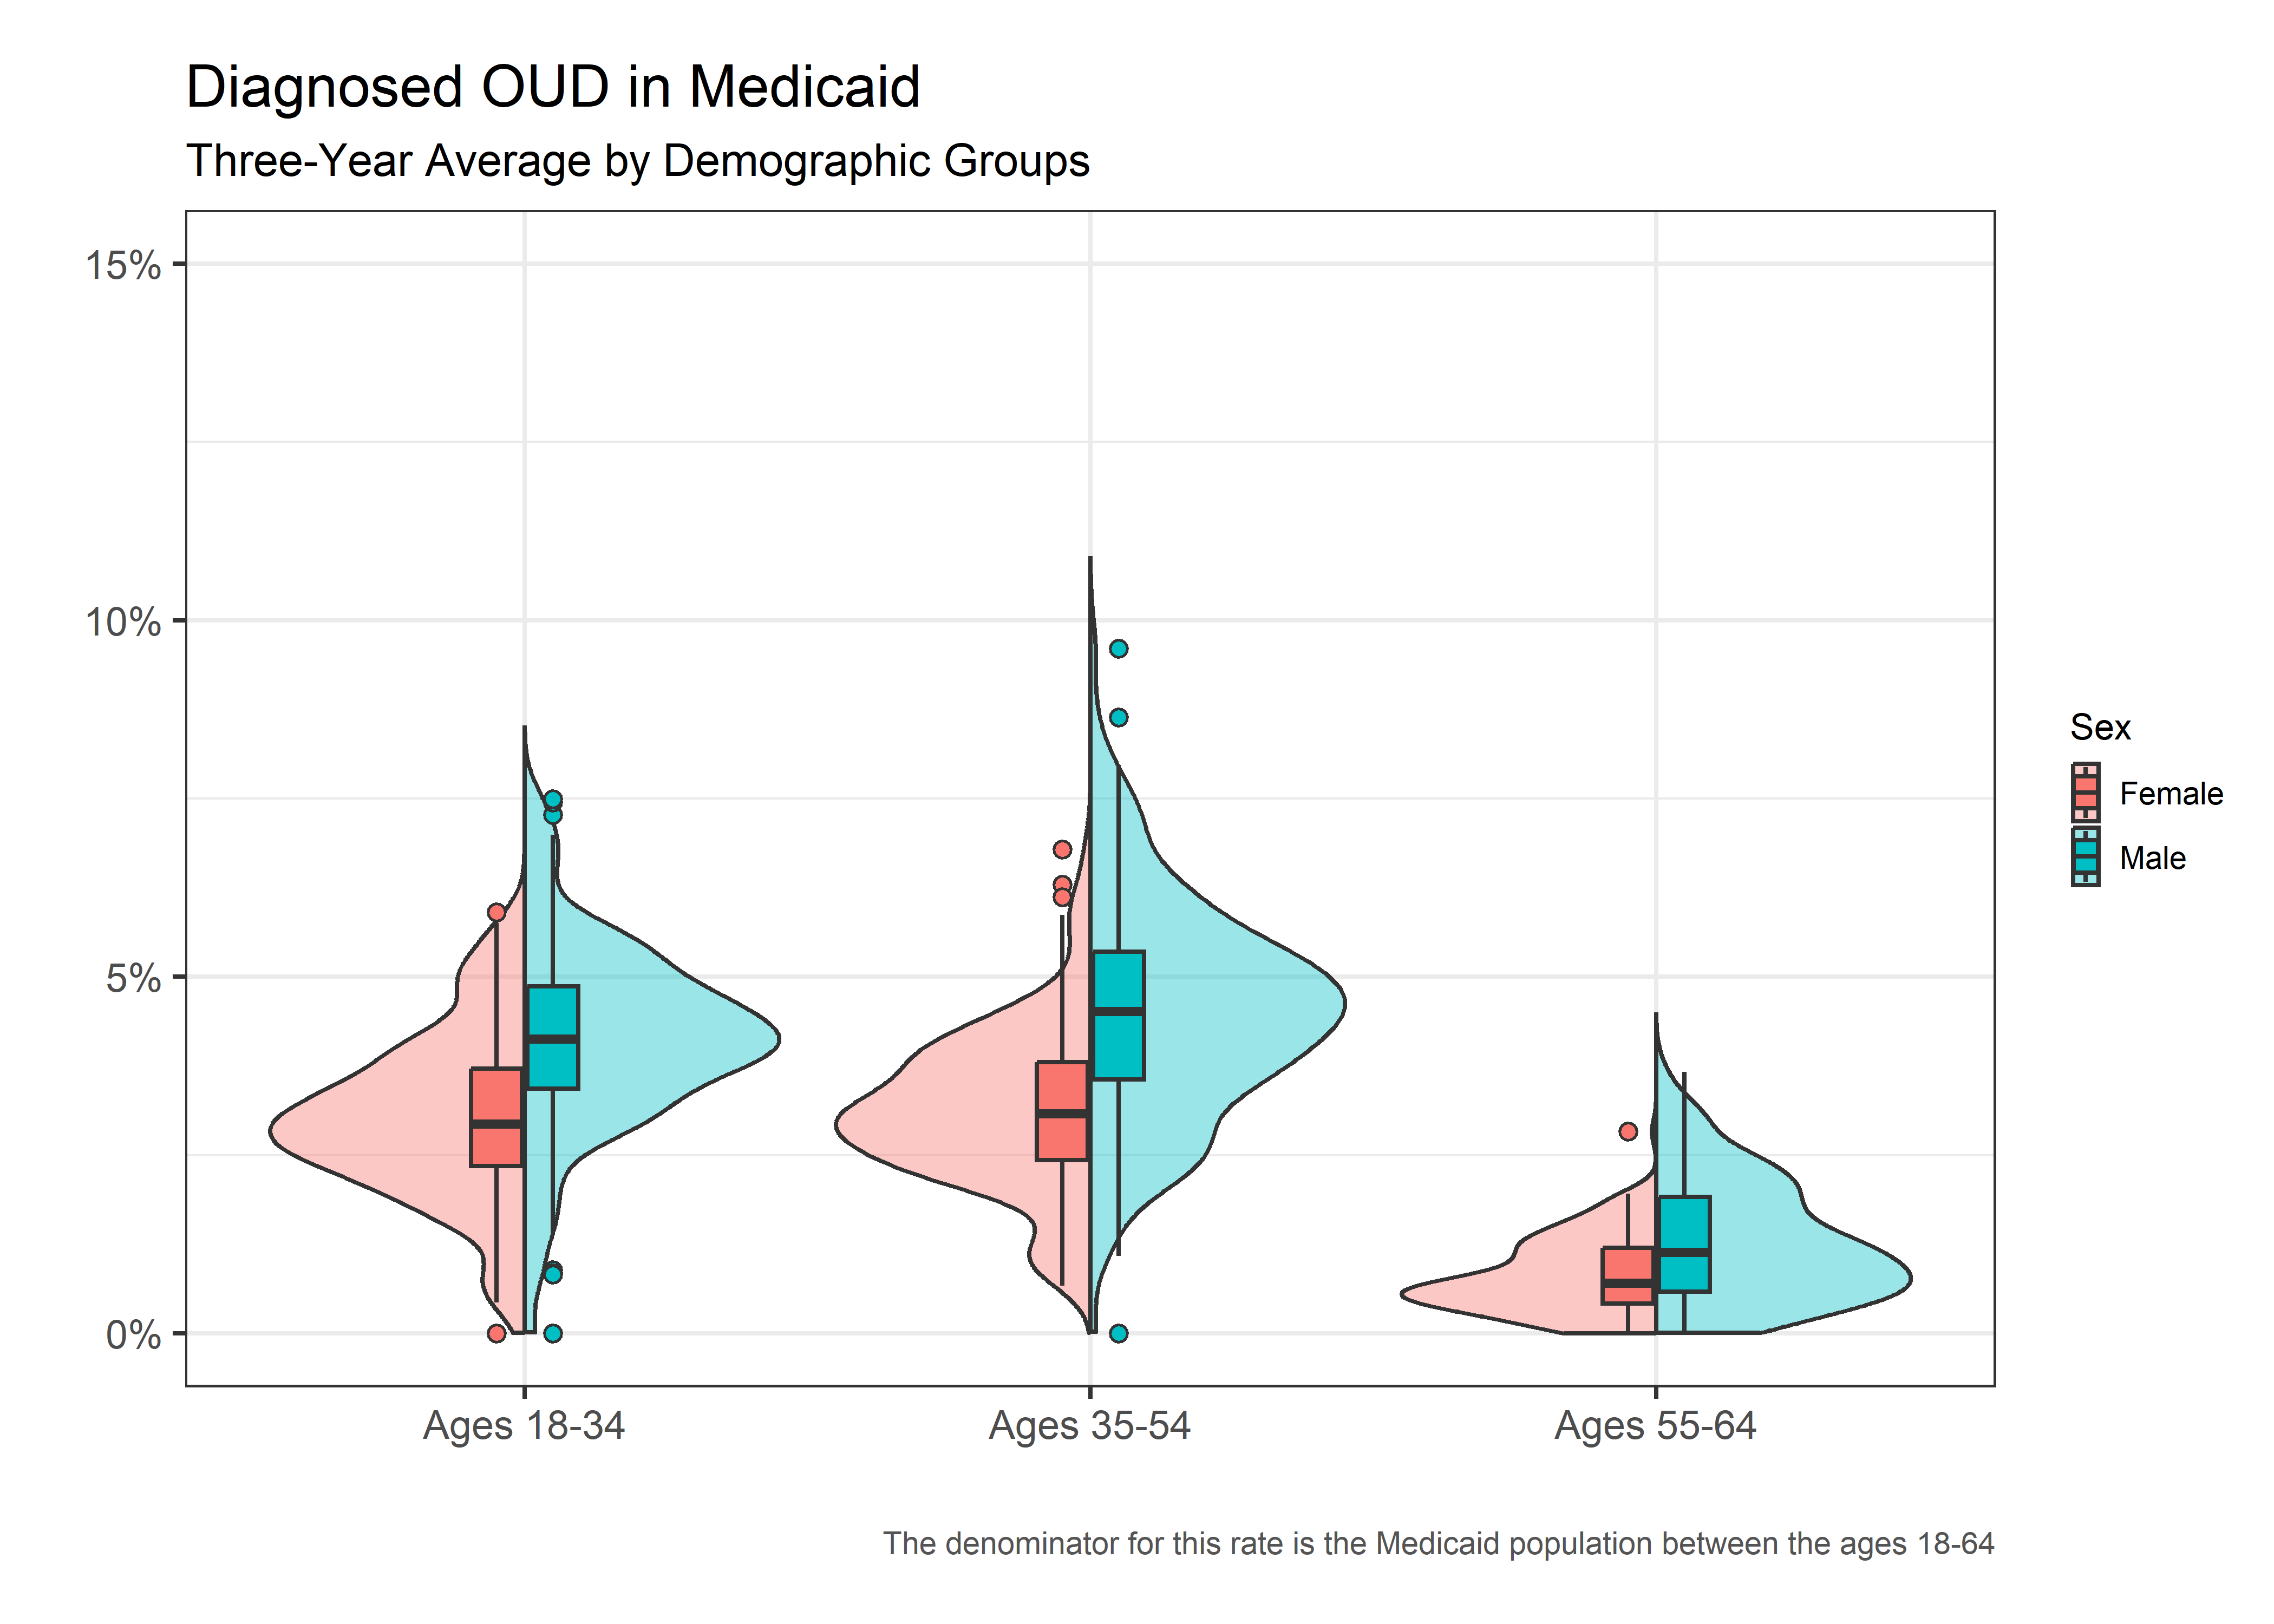 Diagnosed OUD in Medicaid
Three-Year Average by Demographic Groups
15%
10%
5%
0%
Ages 18-34
Ages 35-54
Ages 55-64
Sex
Female
Male
The denominator for this rate is the Medicaid population between the ages 18-64